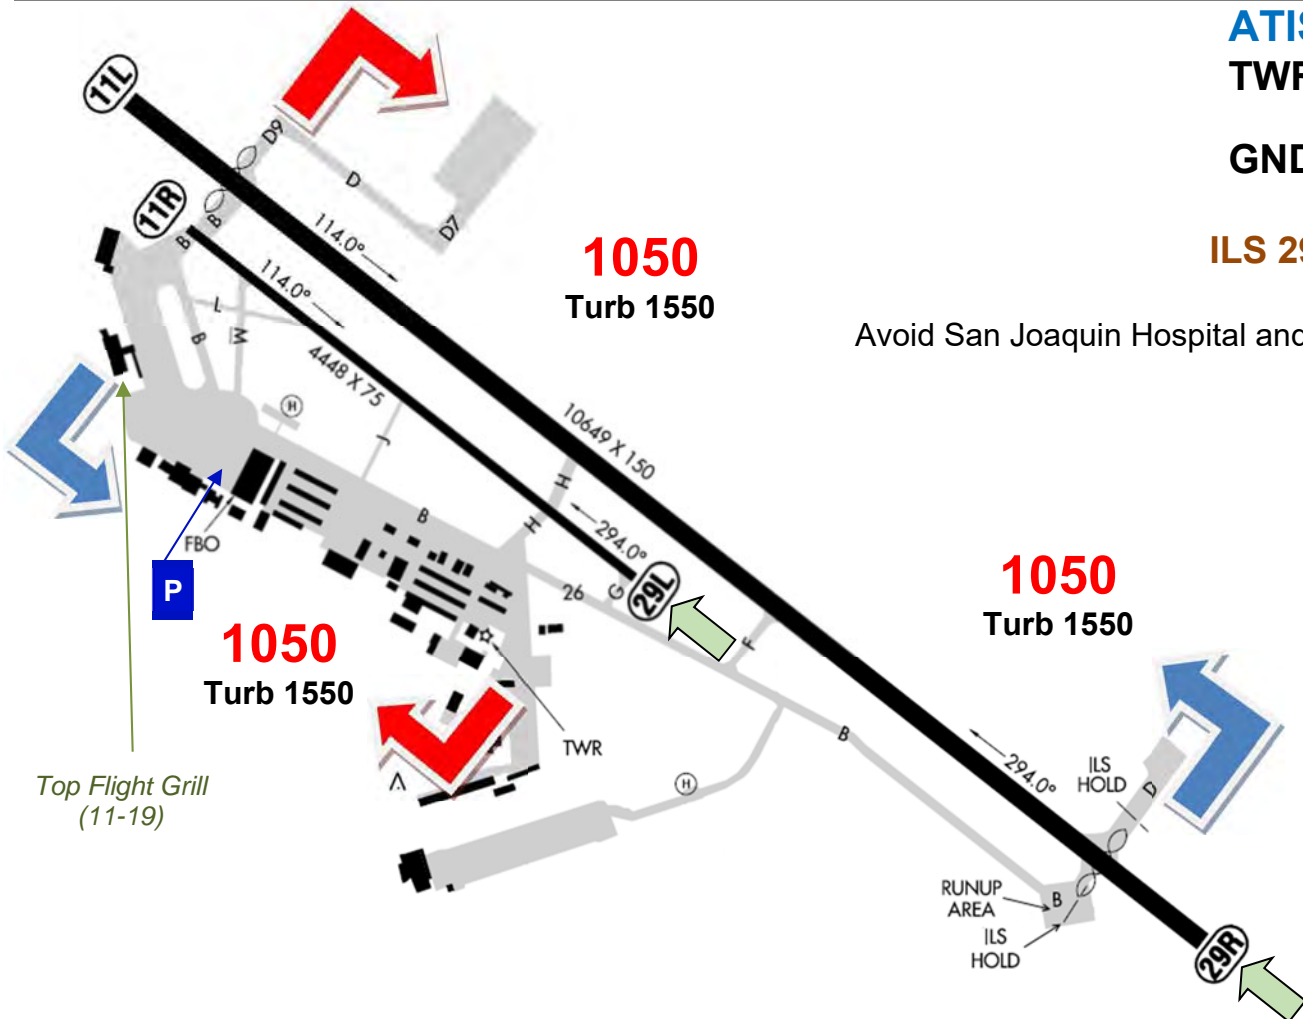 ATIS
TWR
GND
ILS 29
Avoid San Joaquin Hospital and
11L
D9
D
D7
11R
B
B
114.0°
114.0°
1050
Turb 1550
L
B
M
4448 X 75
H
J
10649 X 150
H
H
294.0°
B
FBO
P
26
G
29L
F
1050
Turb 1550
1050
Turb 1550
TWR
Top Flight Grill
(11-19)
A
H
B
294.0°
ILS
HOLD
D
RUNUP
AREA
B
ILS
HOLD
29R